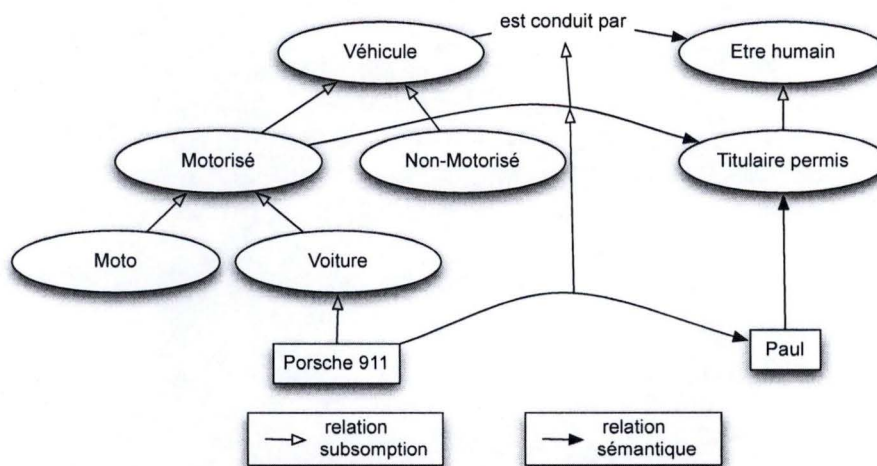 est conduit par
Véhicule
Etre humain
Motorisé
Non-Motorisé
Titulaire permis
Moto
Voiture
Porsche 911
Paul
relation
subsomption
relation
sémantique